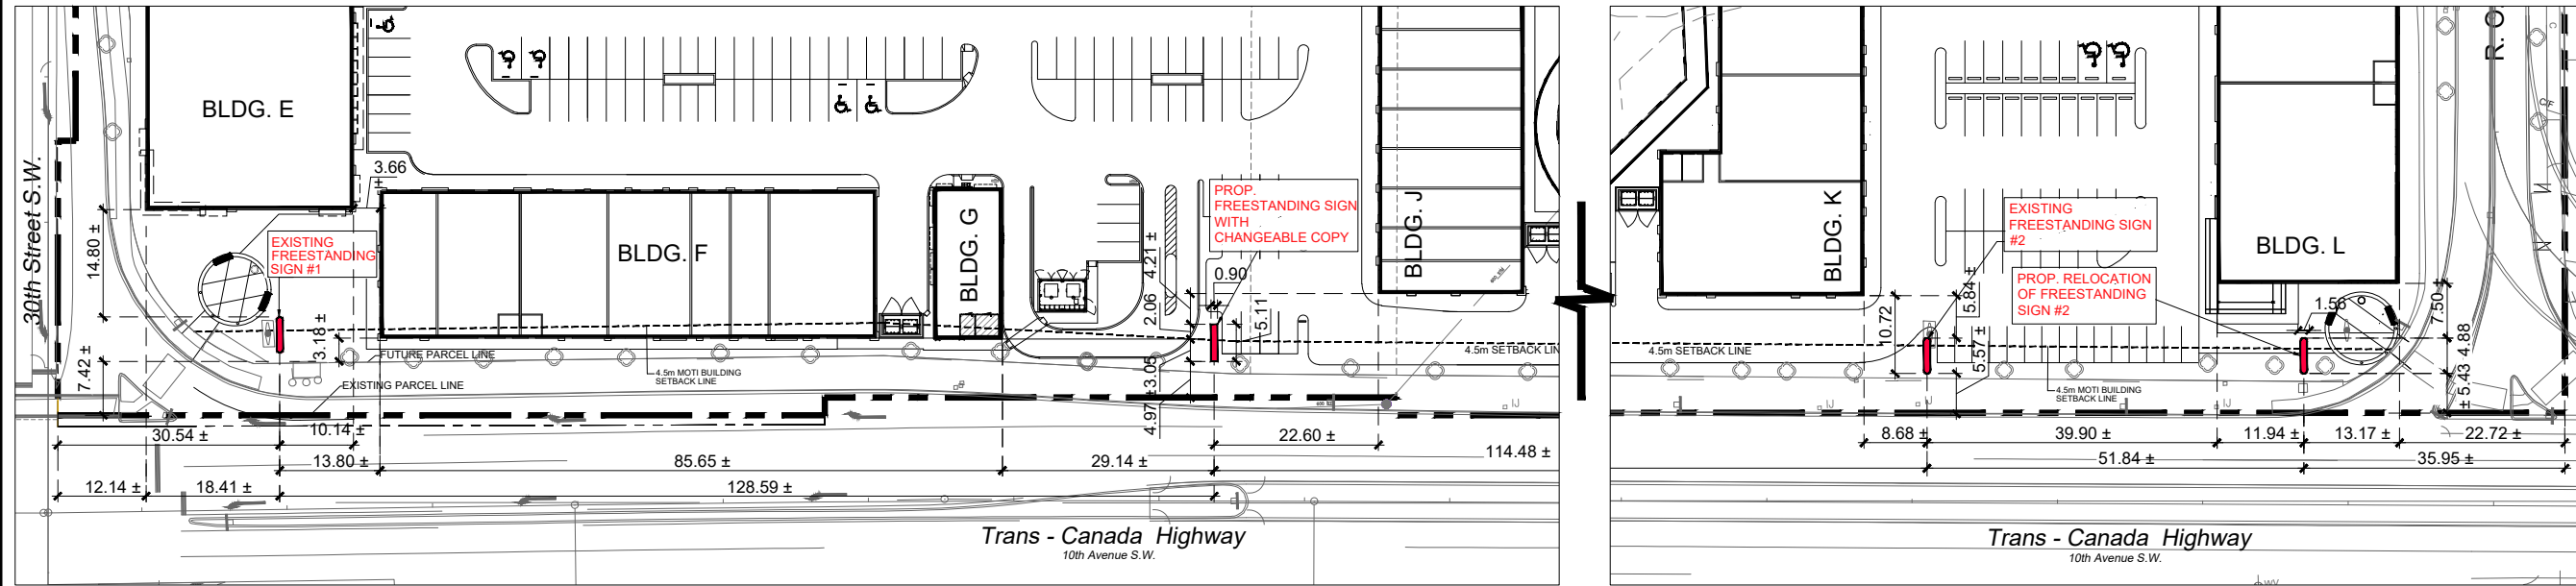 BLDG. E
30th Street S.W.
3.66
±
14.80 ±
EXISTING
FREESTANDING
SIGN #1
BLDG. F
BLDG. G
3.18 ±
7.42 ±
FUTURE PARCEL LINE
EXISTING PARCEL LINE
4.5m MOTI BUILDING
SETBACK LINE
PROP.
FREESTANDING SIGN
WITH
CHANGEABLE COPY
4.21 ±
2.06
0.90
5.11
3.05
4.97 ±
BLDG. J
4.5m SETBACK LIN
30.54 ±
10.14 ±
22.60 ±
13.80 ±
85.65 ±
29.14 ±
114.48 ±
12.14 ±
18.41 ±
128.59 ±
Trans - Canada Highway
10th Avenue S.W.
R. O.
BLDG. K
EXISTING
FREESTANDING SIGN
#2
BLDG. L
PROP. RELOCATION
OF FREESTANDING
SIGN #2
10.72
5.84 ±
5.57 ±
1.56
7.50 ±
4.88
± 5.43
4.5m SETBACK LINE
4.5m MOTI BUILDING
SETBACK LINE
8.68 ±
39.90 ±
11.94 ±
13.17 ±
22.72 ±
51.84 ±
35.95 ±
Trans - Canada Highway
10th Avenue S.W.